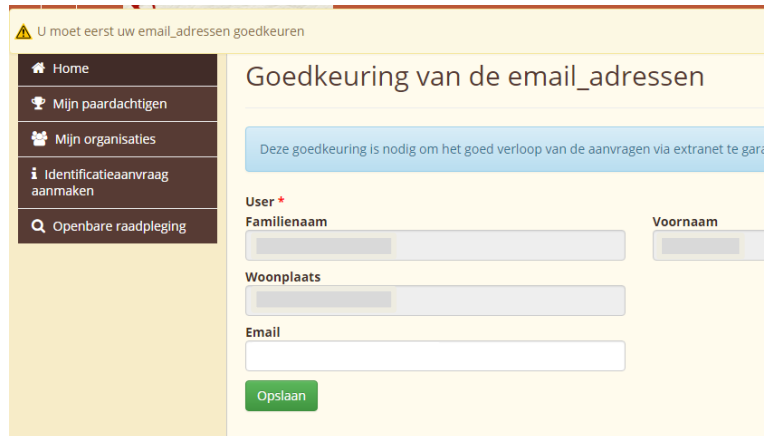 U moet eerst uw email_adressen goedkeuren
Home
Mijn paardachtigen
Mijn organisaties
Identificatieaanvraag
aanmaken
Openbare raadpleging
Goedkeuring van de email_adressen
Deze goedkeuring is nodig om het goed verloop van de aanvragen via extranet te gara
User *
Familienaam
Voornaam
Woonplaats
Email
Opslaan